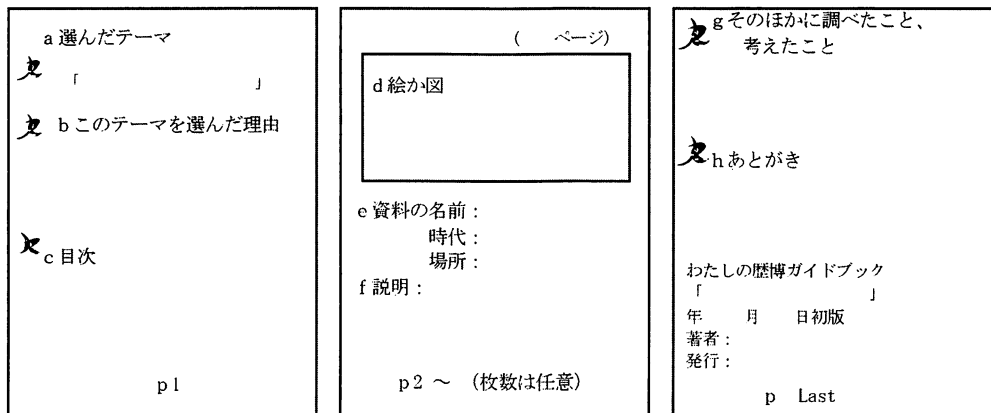 a 選んだテーマ
「　　　　　　　　」
b このテーマを選んだ理由
c 目次
p1
(　　ページ)
d 絵か図
e 資料の名前：
時代：
場所：
f 説明：
p2 ～ (枚数は任意)
g そのほかに調べたこと、
考えたこと
h あとがき
わたしの歴博ガイドブック
「　　　　　　　　」
年　　月　　日初版
著者：
発行：
p Last